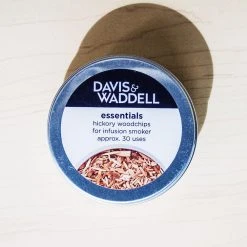 DAVIS &
WADDELL
essentials
hickory woodchips
for infusion smoker
approx. 30 uses